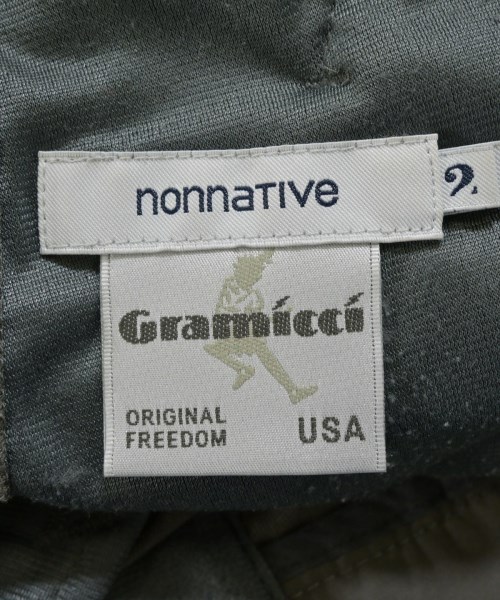 nonnative
2
Gramicci
ORIGINAL
FREEDOM
USA